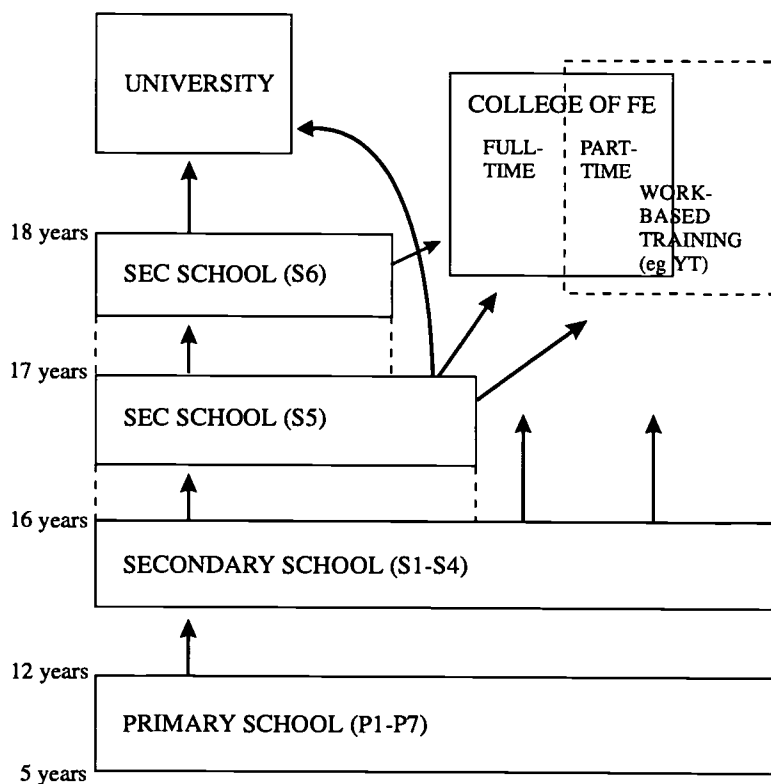 UNIVERSITY
COLLEGE OF FE
FULL-
TIME
PART-
TIME
WORK-
BASED
TRAINING
(eg YT)
18 years
SEC SCHOOL (S6)
17 years
SEC SCHOOL (S5)
16 years
SECONDARY SCHOOL (S1-S4)
12 years
PRIMARY SCHOOL (P1-P7)
5 years